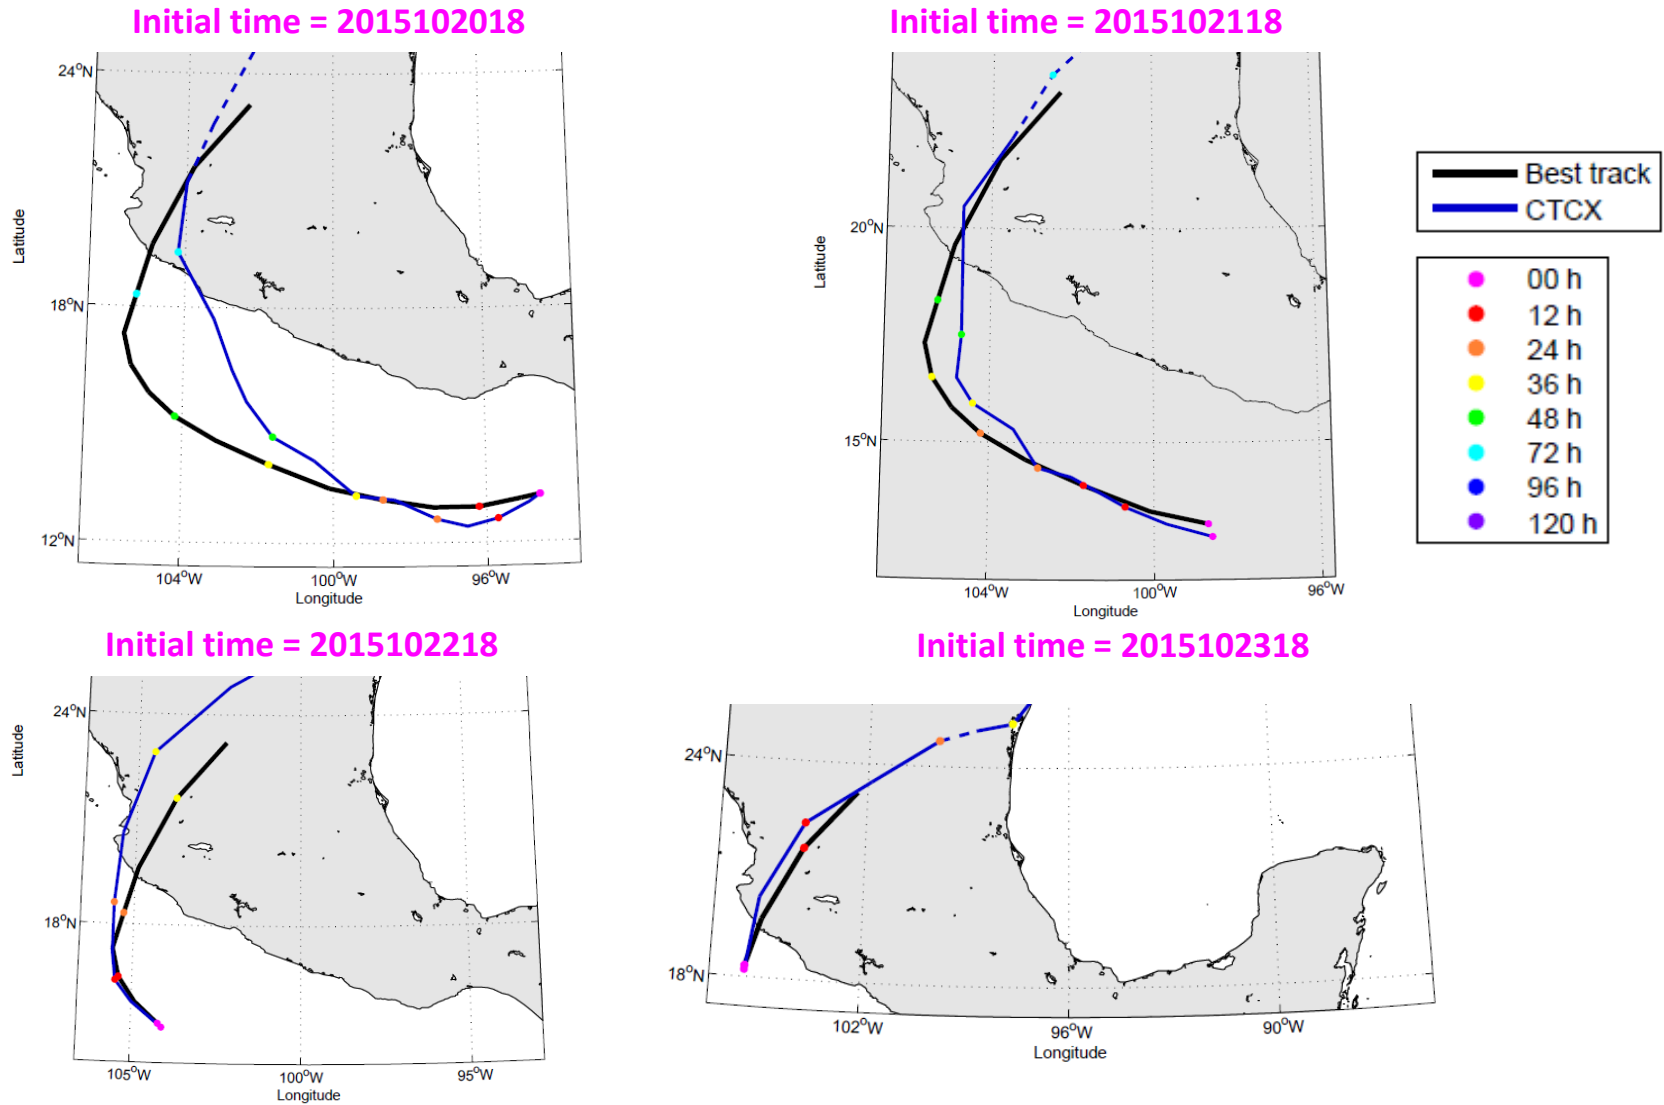 Initial time = 2015102018
24°N
18°N
12°N
Latitude
104°W 100°W 96°W
Longitude
Initial time = 2015102118
20°N
15°N
Latitude
104°W 100°W 96°W
Longitude
Best track
CTCX
00 h
12 h
24 h
36 h
48 h
72 h
96 h
120 h
Initial time = 2015102218
24°N
18°N
Latitude
105°W 100°W 95°W
Longitude
Initial time = 2015102318
24°N
18°N
102°W 96°W 90°W
Longitude